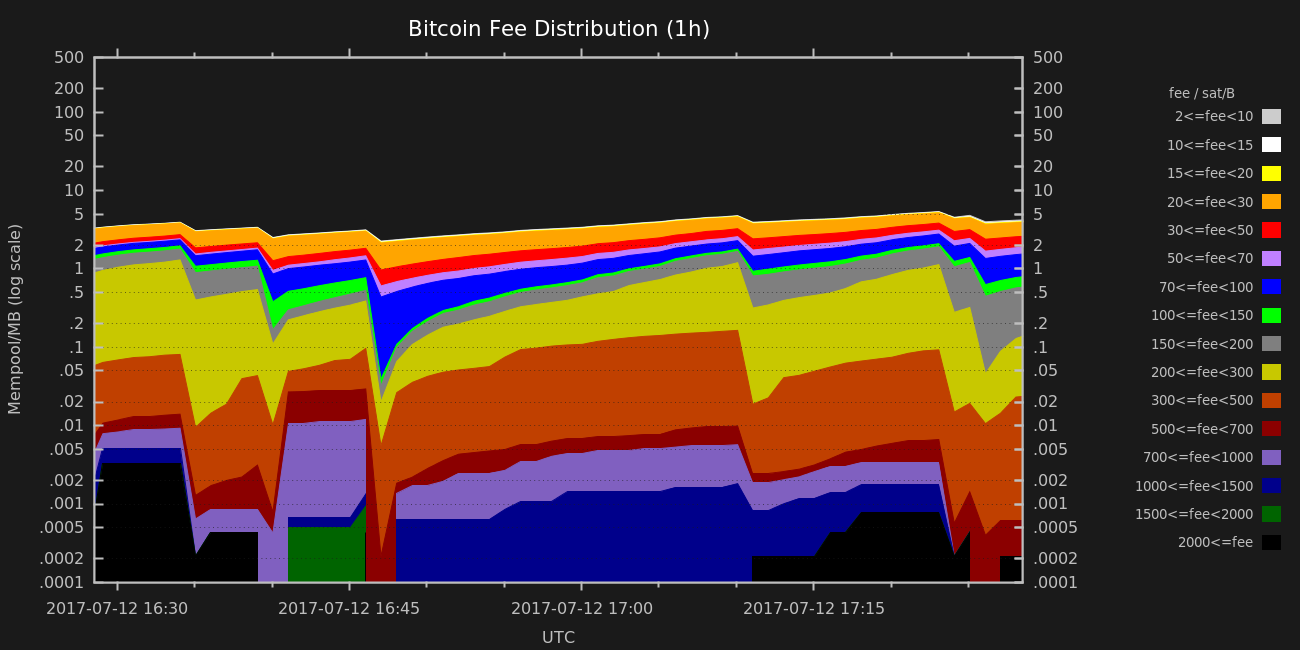 Bitcoin Fee Distribution (1h)
Mempool/MB (log scale)
500
200
100
50
20
10
5
2
1
.5
.2
.1
.05
.02
.01
.005
.002
.001
.0005
.0002
.0001
500
200
100
50
20
10
5
2
1
.5
.2
.1
.05
.02
.01
.005
.002
.001
.0005
.0002
.0001
2017-07-12 16:30
2017-07-12 16:45
2017-07-12 17:00
2017-07-12 17:15
UTC
fee / sat/B
2<=fee<10
10<=fee<15
15<=fee<20
20<=fee<30
30<=fee<50
50<=fee<70
70<=fee<100
100<=fee<150
150<=fee<200
200<=fee<300
300<=fee<500
500<=fee<700
700<=fee<1000
1000<=fee<1500
1500<=fee<2000
2000<=fee